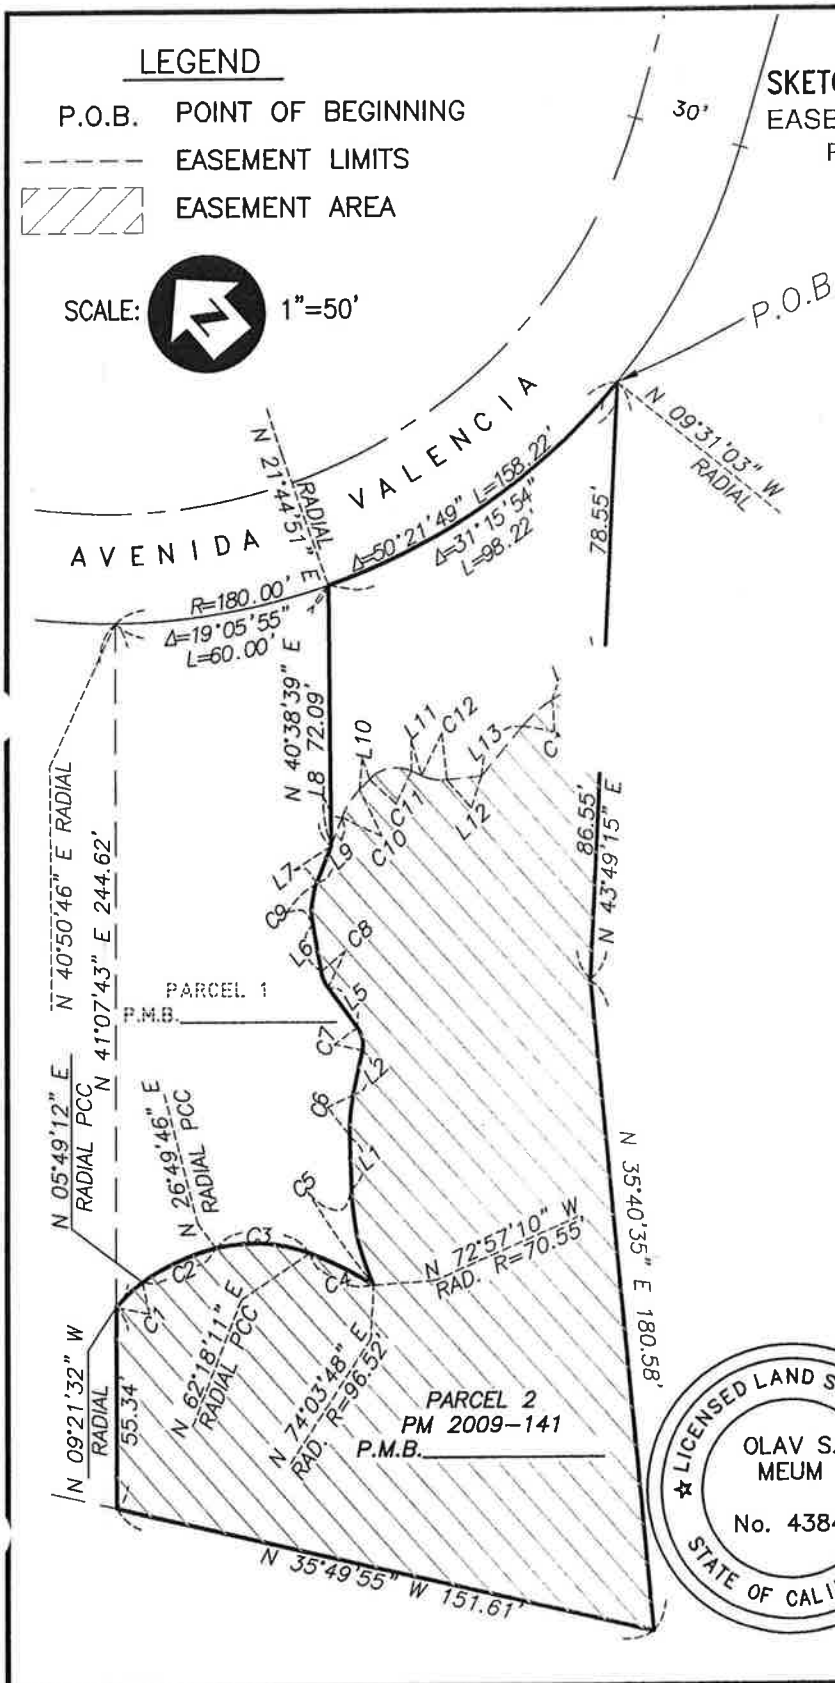 LEGEND
P.O.B. POINT OF BEGINNING
EASEMENT LIMITS
EASEMENT AREA
SCALE: N 1"=50'
30'
P.O.B
N 09°31'03" W
RADIAL
N 21°44'51" E
RADIAL
AVENIDA VALENCIA
Δ=50°21'49" L=158.22'
Δ=31°15'54"
L=98.22'
R=180.00'
Δ=19°05'55"
L=60.00'
78.55'
N 40°38'39" E
L8 72.09'
L10
L11
C12
L13
C11
L12
C10
L9
L7
C9
L6
C8
L5
C7
L2
C6
L1
C5
86.55'
N 43°49'15" E
N 40°50'46" E RADIAL
N 41°07'43" E 244.62'
PARCEL 1
P.M.B.
N 05°49'12" E
RADIAL PCC
N 26°49'46" E
RADIAL PCC
C3
C2
C4
C1
N 72°57'10" W
RAD. R=70.55'
N 35°40'35" E 180.58'
N 09°21'32" W
RADIAL
55.34'
N 62°18'11" E
RADIAL PCC
N 74°03'48" E
RAD. R=96.52'
PARCEL 2
PM 2009-141
P.M.B.
N 35°49'55" W 151.61'
LICENSED LAND S
OLAV S.
MEUM
No. 4384
STATE OF CALI